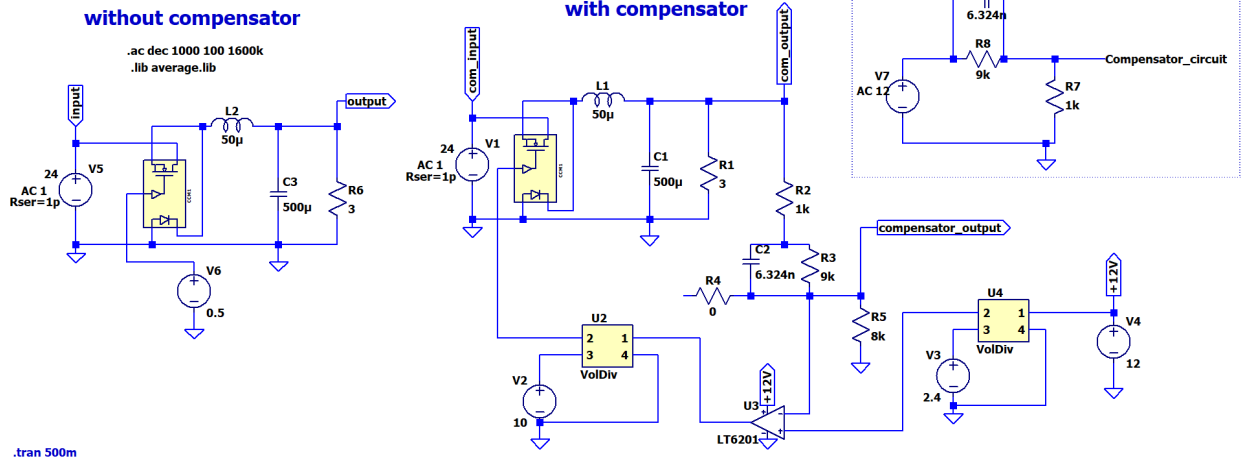 without compensator
.ac dec 1000 100 1600k
.lib average.lib
input
V5
24
AC 1
Rser=1p
CCM1
L2
50µ
C3
500µ
R6
3
output
V6
0.5
.tran 500m
with compensator
com_input
V1
24
AC 1
Rser=1p
CCM1
L1
50µ
C1
500µ
R1
3
com_output
R2
1k
C2
6.324n
R3
9k
R4
0
R5
8k
compensator_output
U2
2
1
3
4
VolDiv
V2
10
+12V
U3
LT6201
U4
2
1
3
4
VolDiv
V3
2.4
+12V
V4
12
6.324n
R8
9k
V7
AC 12
R7
1k
Compensator_circuit